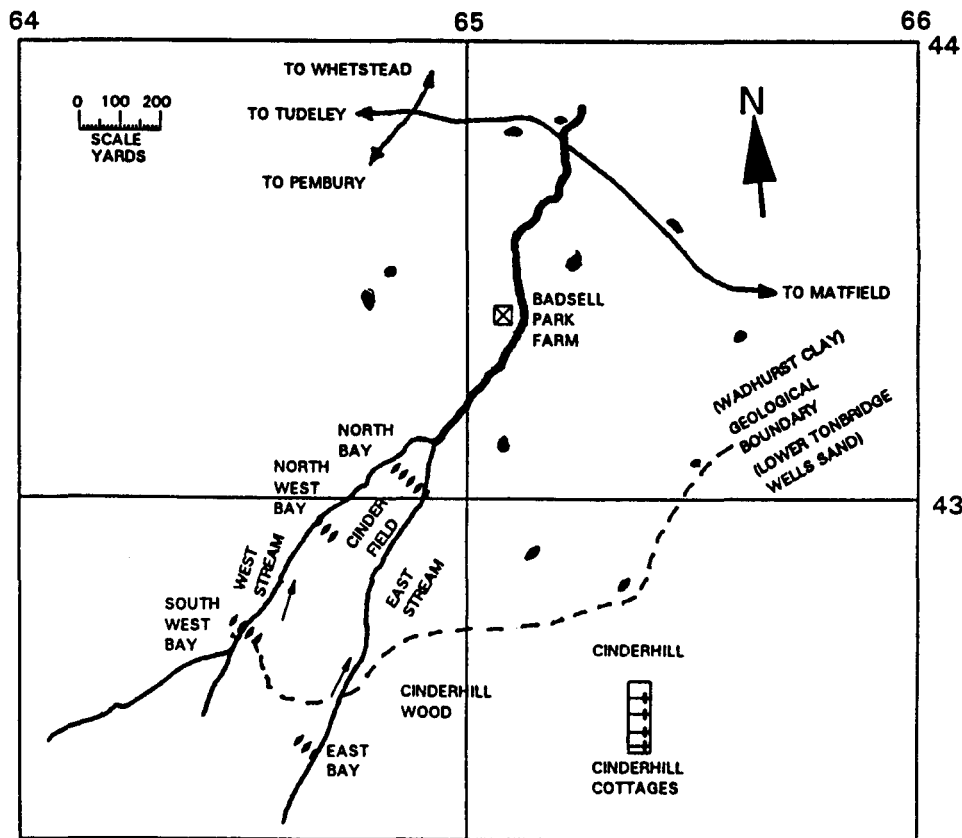 64
65
66
44
TO WHETSTEAD
0 100 200
SCALE
YARDS
TO TUDELEY
N
TO PEMBURY
TO MATFIELD
BADSELL
PARK
FARM
(WADHURST CLAY)
GEOLOGICAL
BOUNDARY
(LOWER TONBRIDGE
WELLS SAND)
NORTH
BAY
NORTH
WEST
BAY
43
CINDER
FIELD
WEST
STREAM
EAST
STREAM
SOUTH
WEST
BAY
CINDERHILL
CINDERHILL
WOOD
EAST
BAY
CINDERHILL
COTTAGES